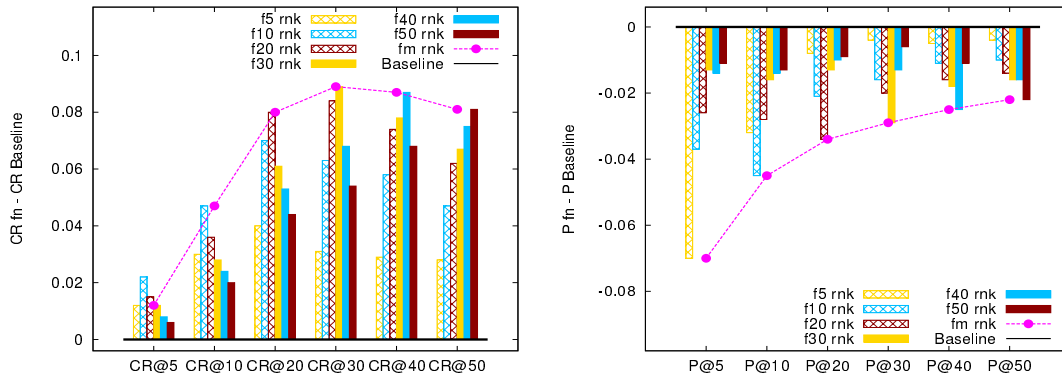 0.1
0.08
0.06
0.04
0.02
0
CR fn - CR Baseline
f5 rnk
f10 rnk
f20 rnk
f30 rnk
f40 rnk
f50 rnk
fm rnk
Baseline
CR@5 CR@10 CR@20 CR@30 CR@40 CR@50
-0
-0.02
-0.04
-0.06
-0.08
P fn - P Baseline
f5 rnk
f10 rnk
f20 rnk
f30 rnk
f40 rnk
f50 rnk
fm rnk
Baseline
P@5 P@10 P@20 P@30 P@40 P@50